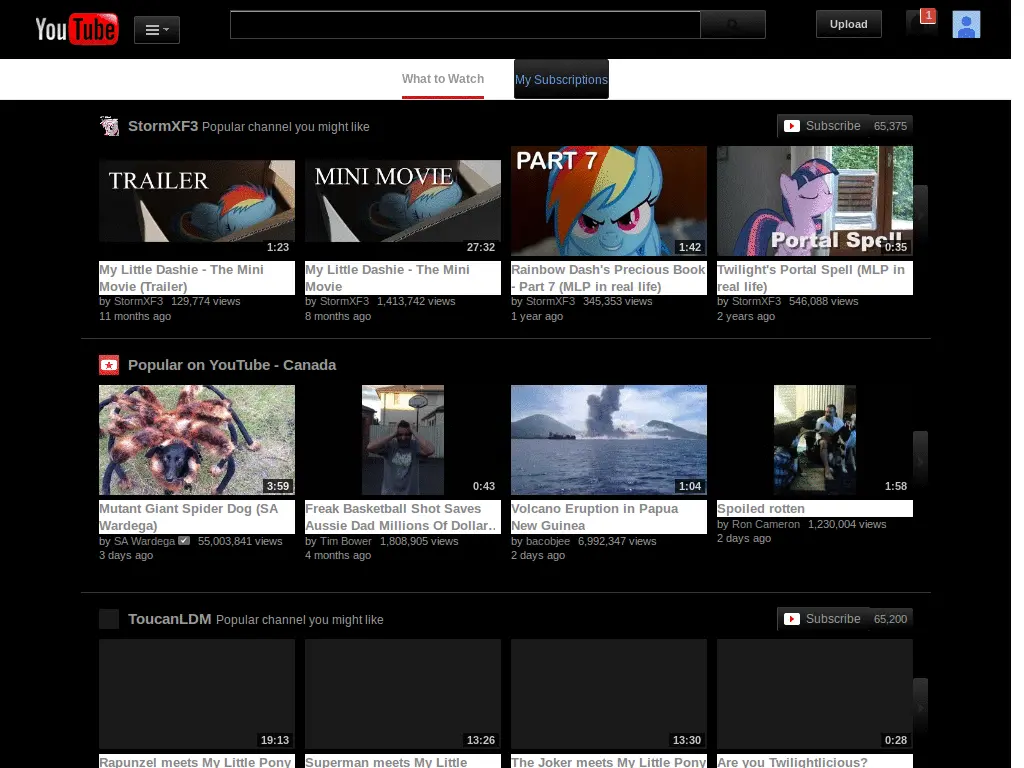 YouTube
Upload
1
What to Watch
My Subscriptions
StormXF3 Popular channel you might like
Subscribe 65,375
TRAILER
1:23
MINI MOVIE
27:32
PART 7
1:42
Portal Spell
0:35
My Little Dashie - The Mini
Movie (Trailer)
by StormXF3 129,774 views
11 months ago
My Little Dashie - The Mini
Movie
by StormXF3 1,413,742 views
8 months ago
Rainbow Dash's Precious Book
- Part 7 (MLP in real life)
by StormXF3 345,353 views
1 year ago
Twilight's Portal Spell (MLP in
real life)
by StormXF3 546,088 views
2 years ago
Popular on YouTube - Canada
3:59
0:43
1:04
1:58
Mutant Giant Spider Dog (SA
Wardega)
by SA Wardega 55,003,841 views
3 days ago
Freak Basketball Shot Saves
Aussie Dad Millions Of Dollar..
by Tim Bower 1,808,905 views
4 months ago
Volcano Eruption in Papua
New Guinea
by bacobjee 6,992,347 views
2 days ago
Spoiled rotten
by Ron Cameron 1,230,004 views
2 days ago
ToucanLDM Popular channel you might like
Subscribe 65,200
19:13
13:26
13:30
0:28
Rapunzel meets My Little Pony
Superman meets My Little
The Joker meets My Little Pony
Are you Twilightlicious?